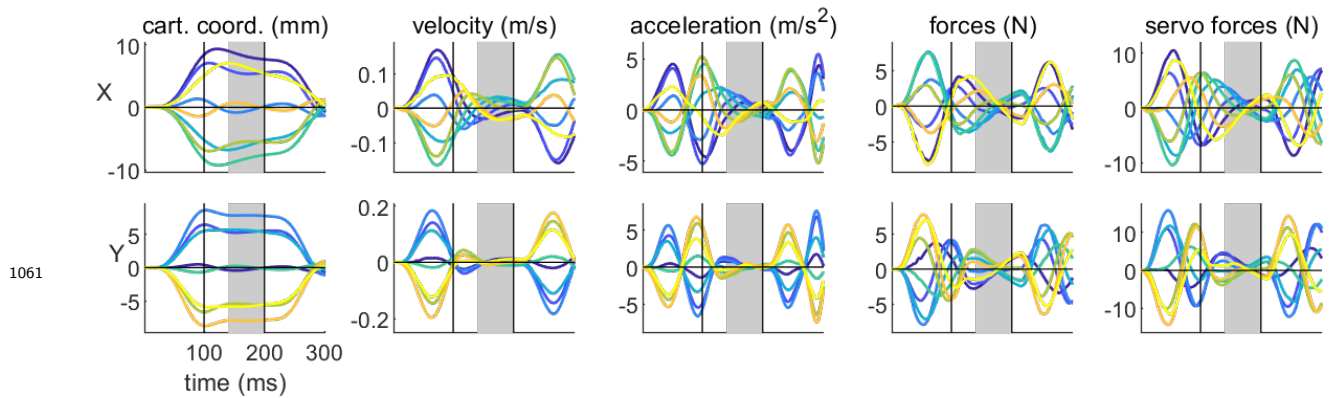 cart. coord. (mm) velocity (m/s) acceleration (m/s²) forces (N) servo forces (N)
10 0.1 5 5 10
X 0 0 0 0 0
-10 -0.1 -5 -5 -10
5 0.2 5 5 10
Y 0 0 0 0 0
-5 -0.2 -5 -5 -10
1061
100 200 300
time (ms)